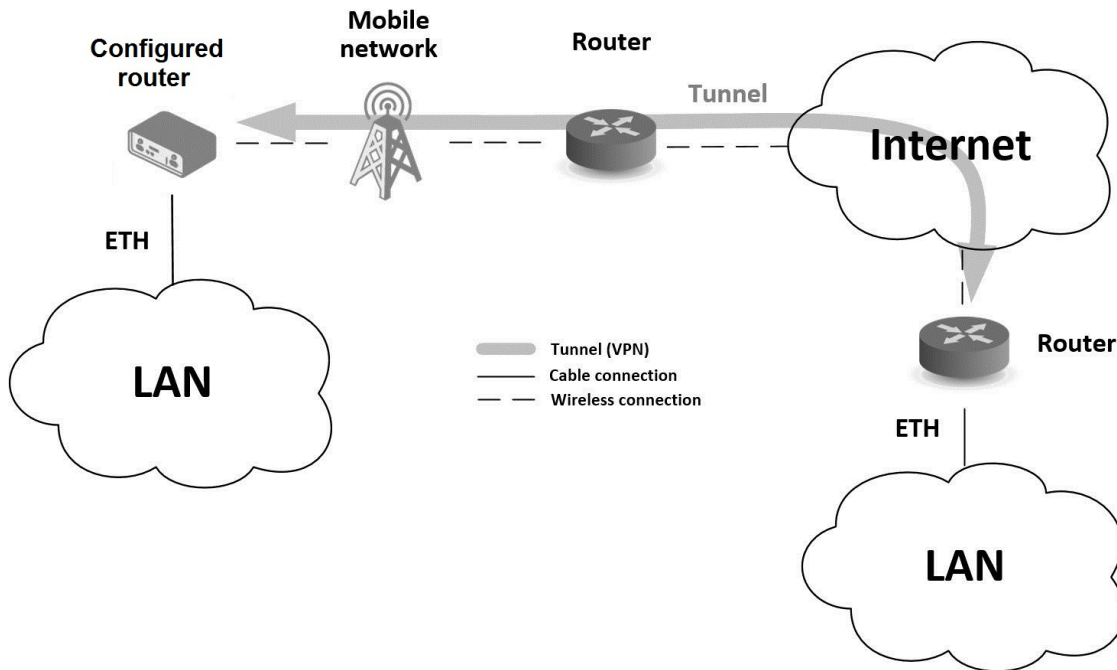 Mobile
network
Router
Configured
router
Tunnel
Internet
ETH
LAN
Router
Tunnel (VPN)
Cable connection
Wireless connection
ETH
LAN